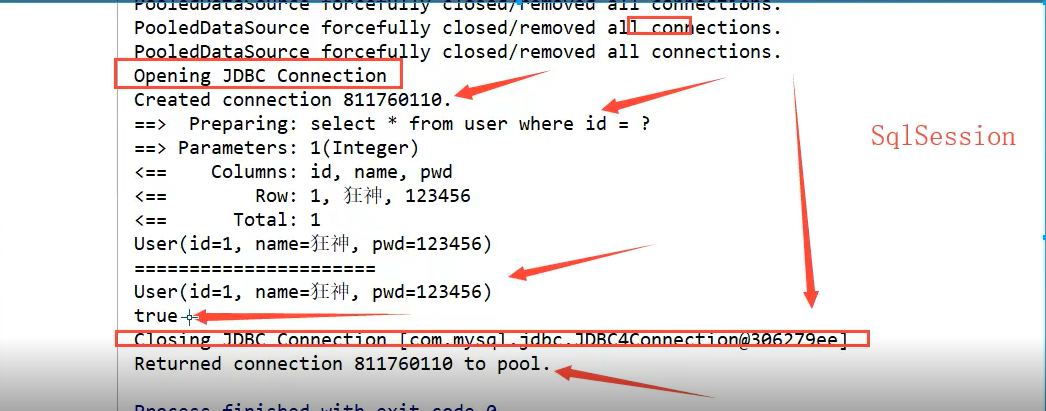 PooledDataSource forcefully closed/removed all connections.
PooledDataSource forcefully closed/removed all connections.
PooledDataSource forcefully closed/removed all connections.
Opening JDBC Connection
Created connection 811760110.
==>  Preparing: select * from user where id = ?
==> Parameters: 1(Integer)
<==    Columns: id, name, pwd
<==        Row: 1, 狂神, 123456
<==      Total: 1
User(id=1, name=狂神, pwd=123456)
======================
User(id=1, name=狂神, pwd=123456)
true
Closing JDBC Connection [com.mysql.jdbc.JDBC4Connection@306279ee]
Returned connection 811760110 to pool.
Process finished with exit code 0
SqlSession